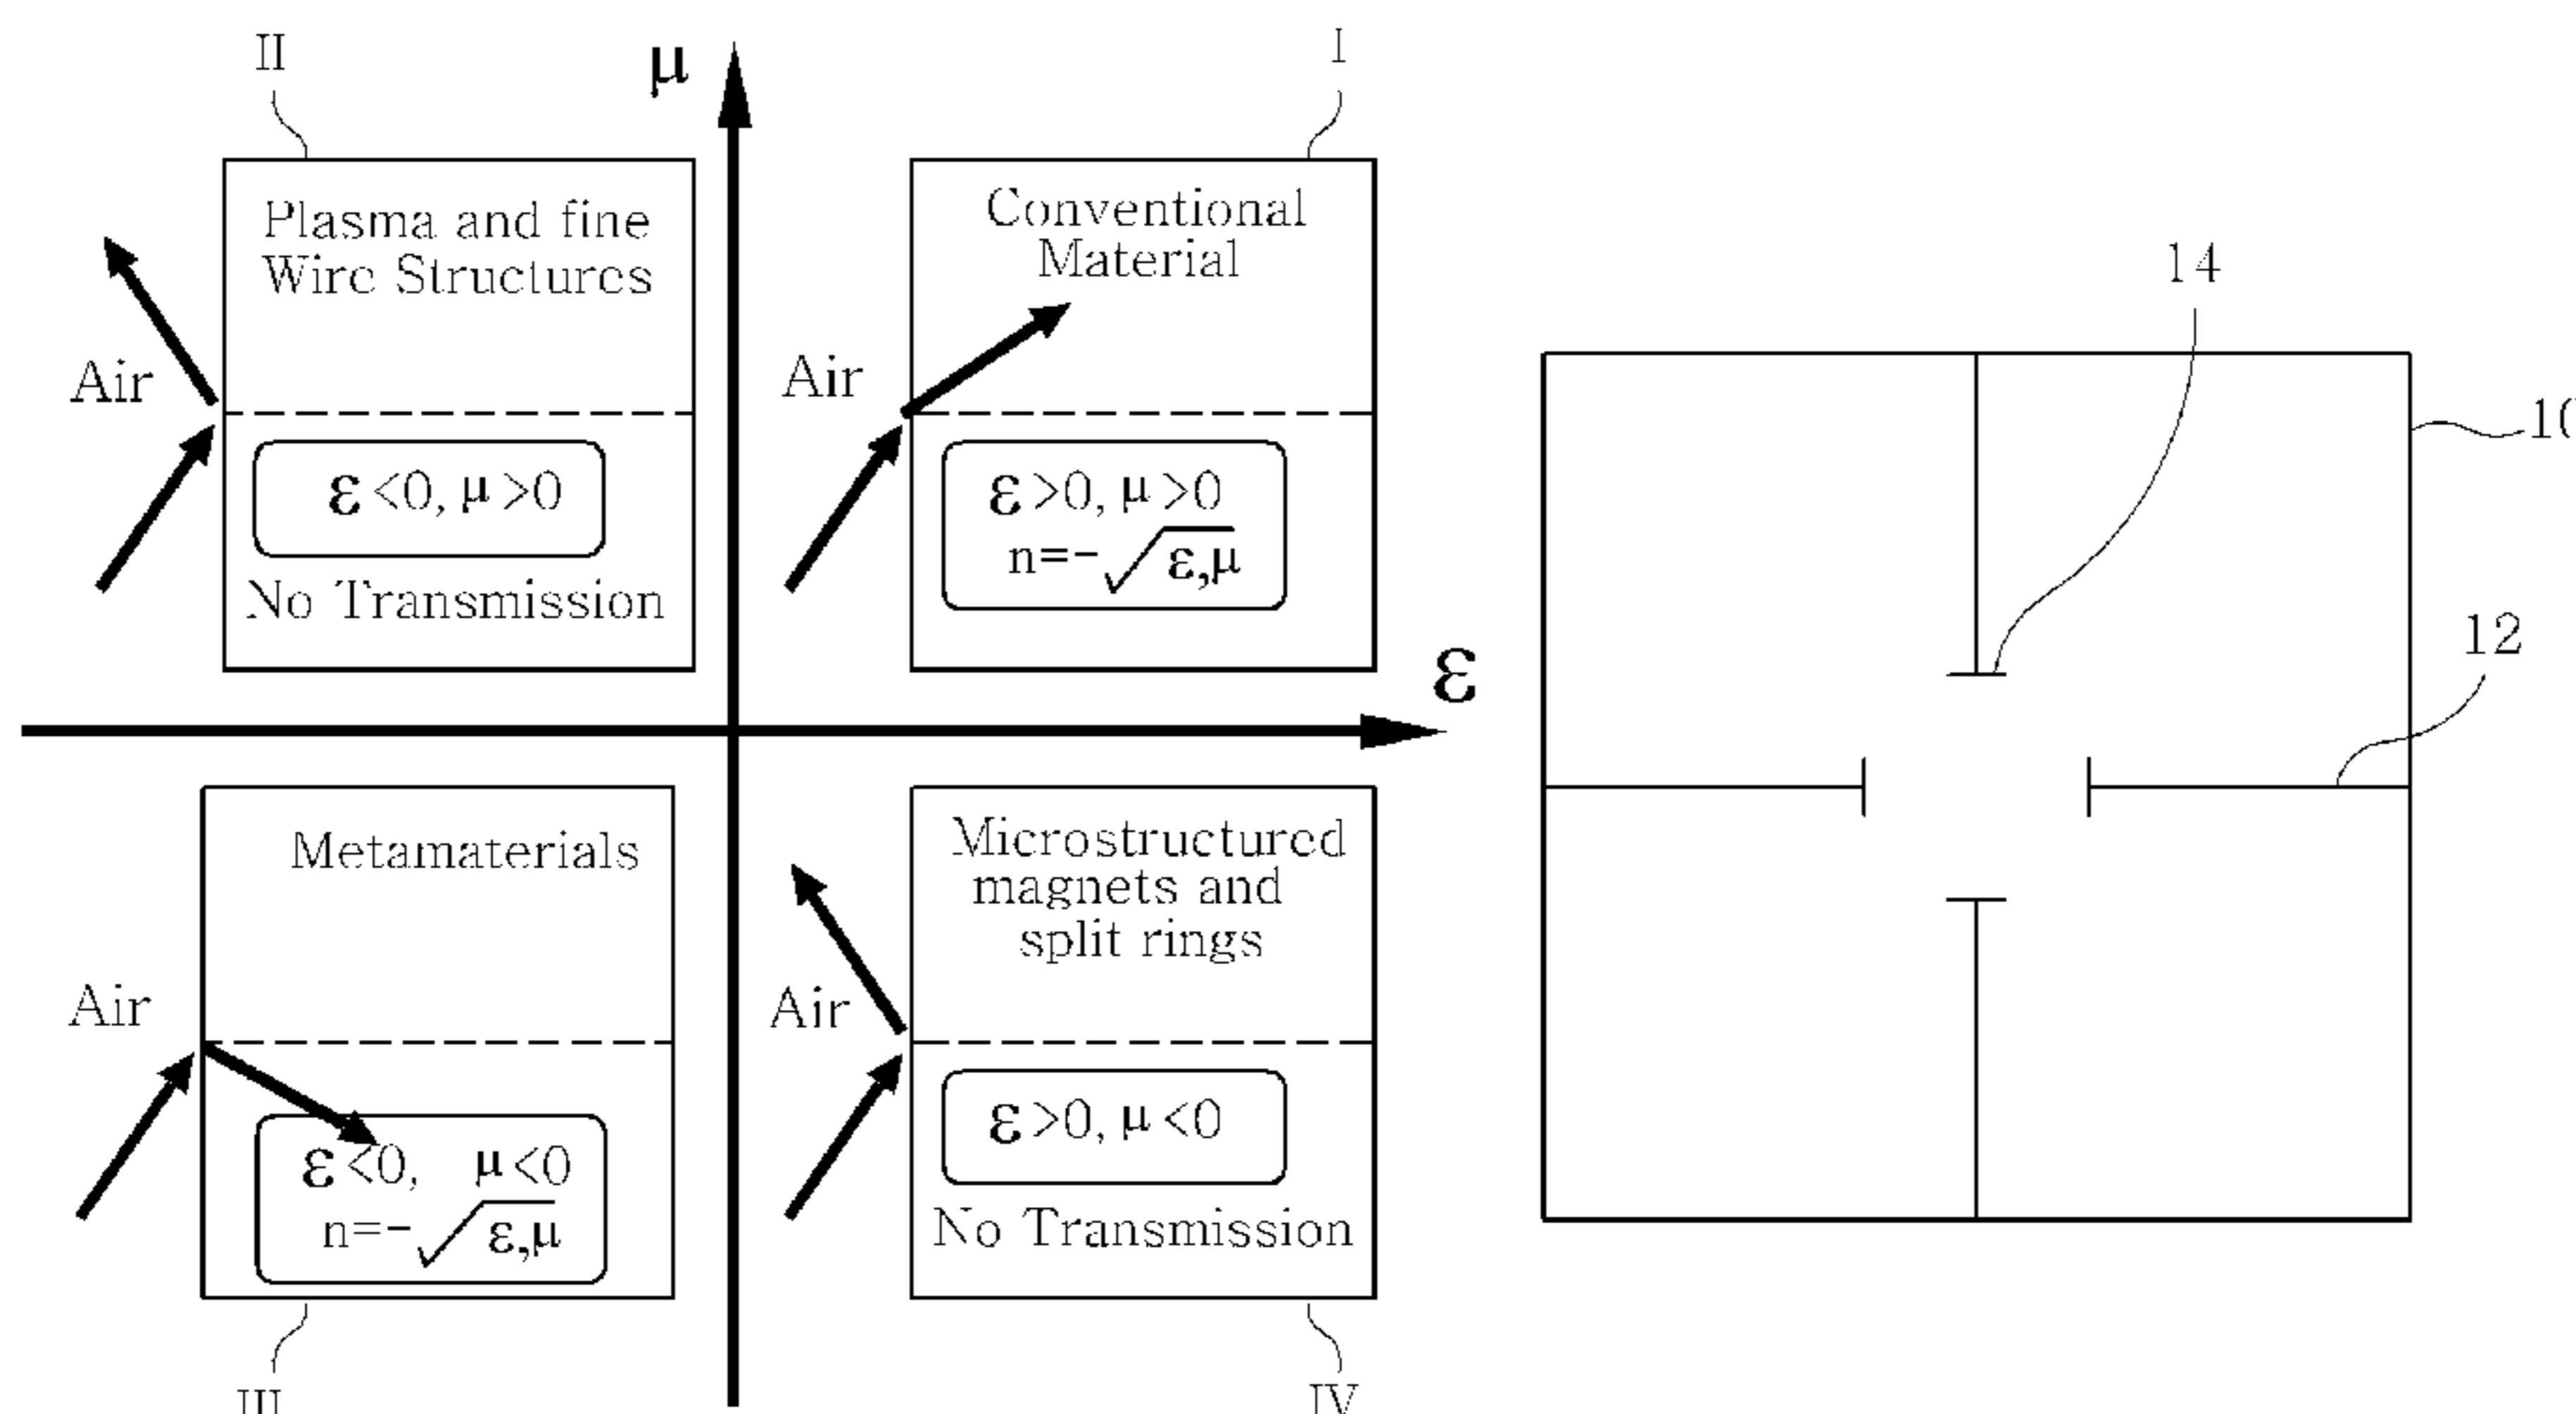 II
μ
I
Plasma and fine
Wire Structures
Air
ε<0, μ>0
No Transmission
Conventional
Material
Air
ε>0, μ>0
n=-√ε,μ
ε
Metamaterials
Air
ε<0, μ<0
n=-√ε,μ
III
Microstructured
magnets and
split rings
Air
ε>0, μ<0
No Transmission
IV
14
12